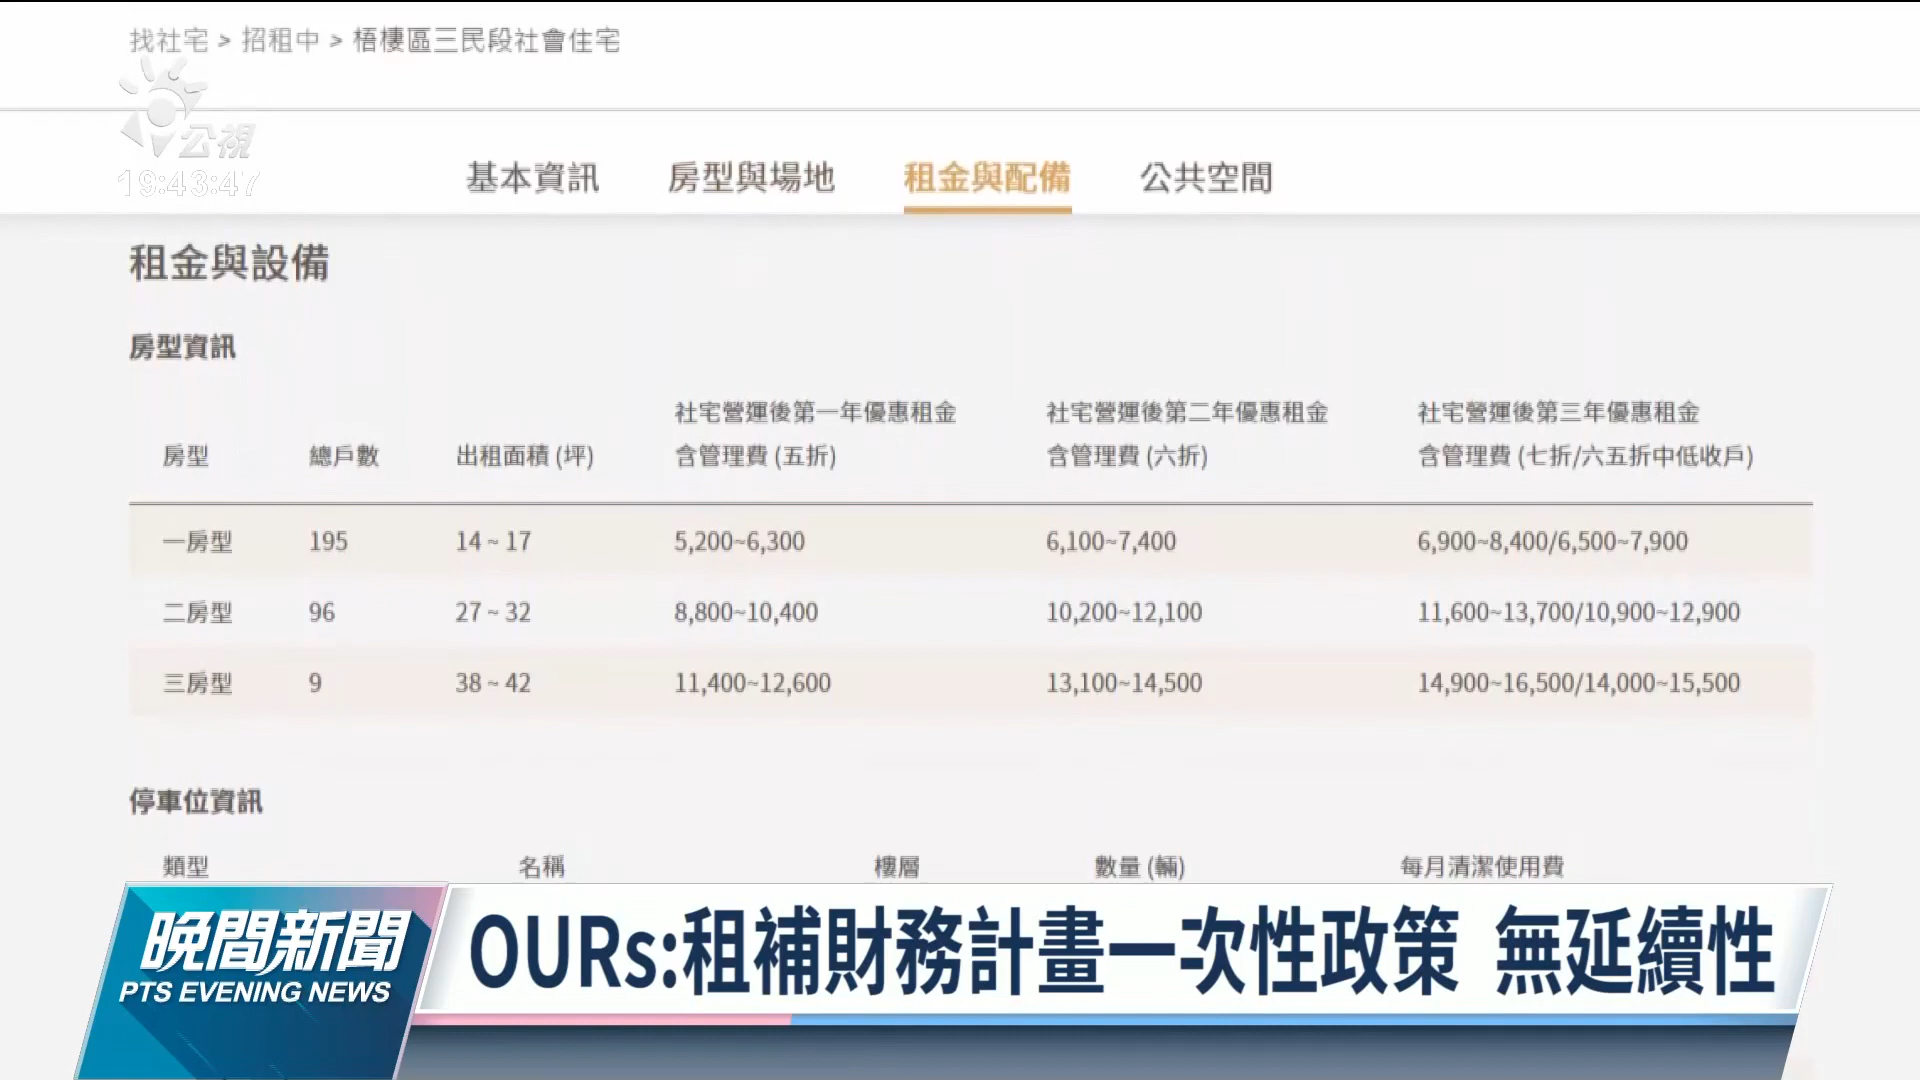 找社宅 > 招租中 > 梧棲區三民段社會住宅
公視
19:43:47
基本資訊 房型與場地 租金與配備 公共空間
租金與設備
房型資訊
房型 總戶數 出租面積 (坪) 社宅營運後第一年優惠租金 含管理費 (五折) 社宅營運後第二年優惠租金 含管理費 (六折) 社宅營運後第三年優惠租金 含管理費 (七折/六五折中低收戶)
一房型 195 14 ~ 17 5,200~6,300 6,100~7,400 6,900~8,400/6,500~7,900
二房型 96 27 ~ 32 8,800~10,400 10,200~12,100 11,600~13,700/10,900~12,900
三房型 9 38 ~ 42 11,400~12,600 13,100~14,500 14,900~16,500/14,000~15,500
停車位資訊
類型 名稱 樓層 數量 (輛) 每月清潔使用費
晚間新聞
PTS EVENING NEWS
OURs:租補財務計畫一次性政策 無延續性